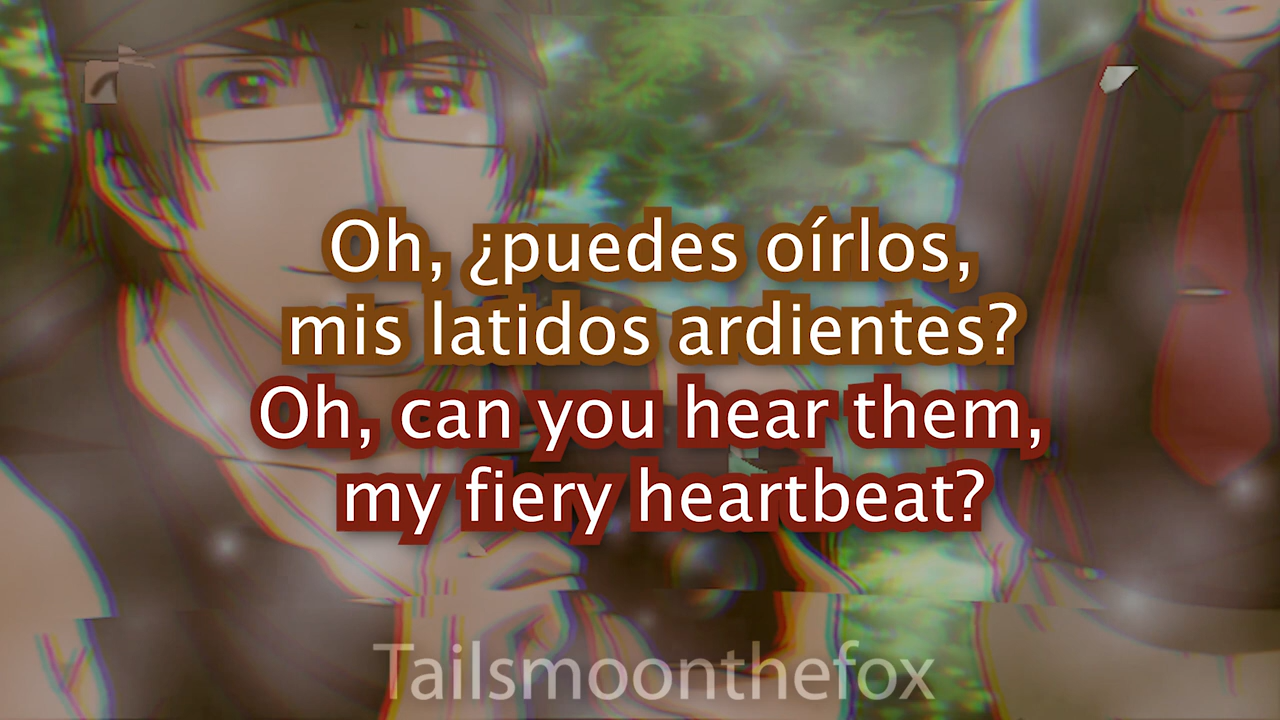 Oh, ¿puedes oírlos,
mis latidos ardientes?
Oh, can you hear them,
my fiery heartbeat?
Tailsmoonthefox